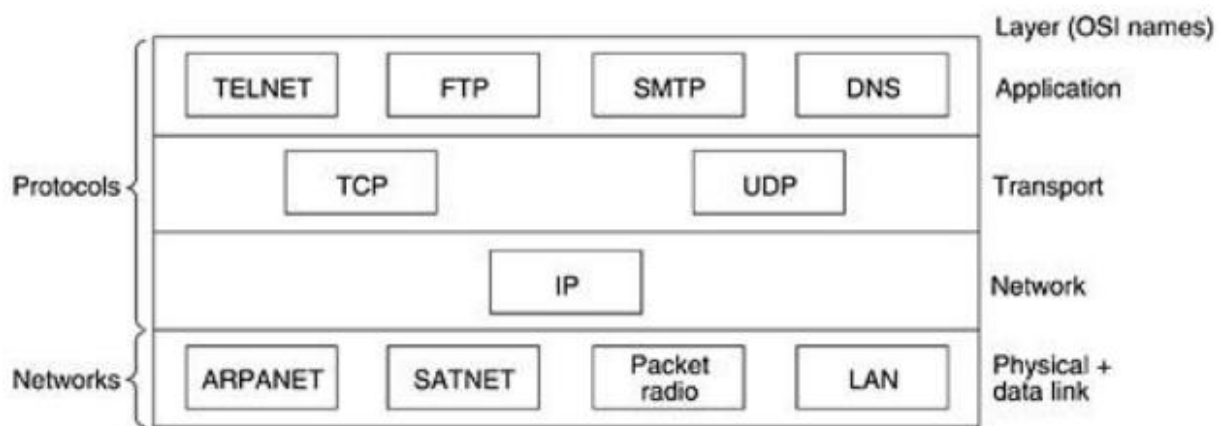 Layer (OSI names)
TELNET FTP SMTP DNS Application
Protocols TCP UDP Transport
IP Network
Networks ARPANET SATNET Packet radio LAN Physical + data link